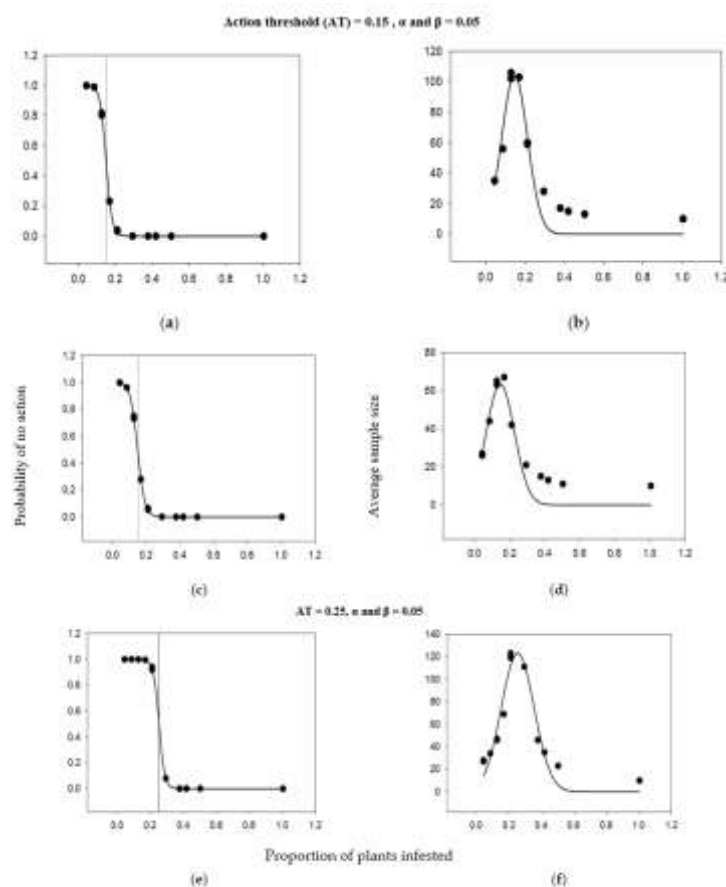 Action threshold (AT) = 0.15 , α and β = 0.05
1.2
1.0
0.8
0.6
0.4
0.2
0.0
0.0 0.2 0.4 0.6 0.8 1.0 1.2
(a)
120
100
80
60
40
20
0
0.0 0.2 0.4 0.6 0.8 1.0 1.2
(b)
Probability of no action
1.2
1.0
0.8
0.6
0.4
0.2
0.0
0.0 0.2 0.4 0.6 0.8 1.0 1.2
(c)
Average sample size
80
60
40
20
0
0.0 0.2 0.4 0.6 0.8 1.0 1.2
(d)
AT = 0.25, α and β = 0.05
1.2
1.0
0.8
0.6
0.4
0.2
0.0
0.0 0.2 0.4 0.6 0.8 1.0 1.2
(e)
140
120
100
80
60
40
20
0
0.0 0.2 0.4 0.6 0.8 1.0 1.2
(f)
Proportion of plants infested